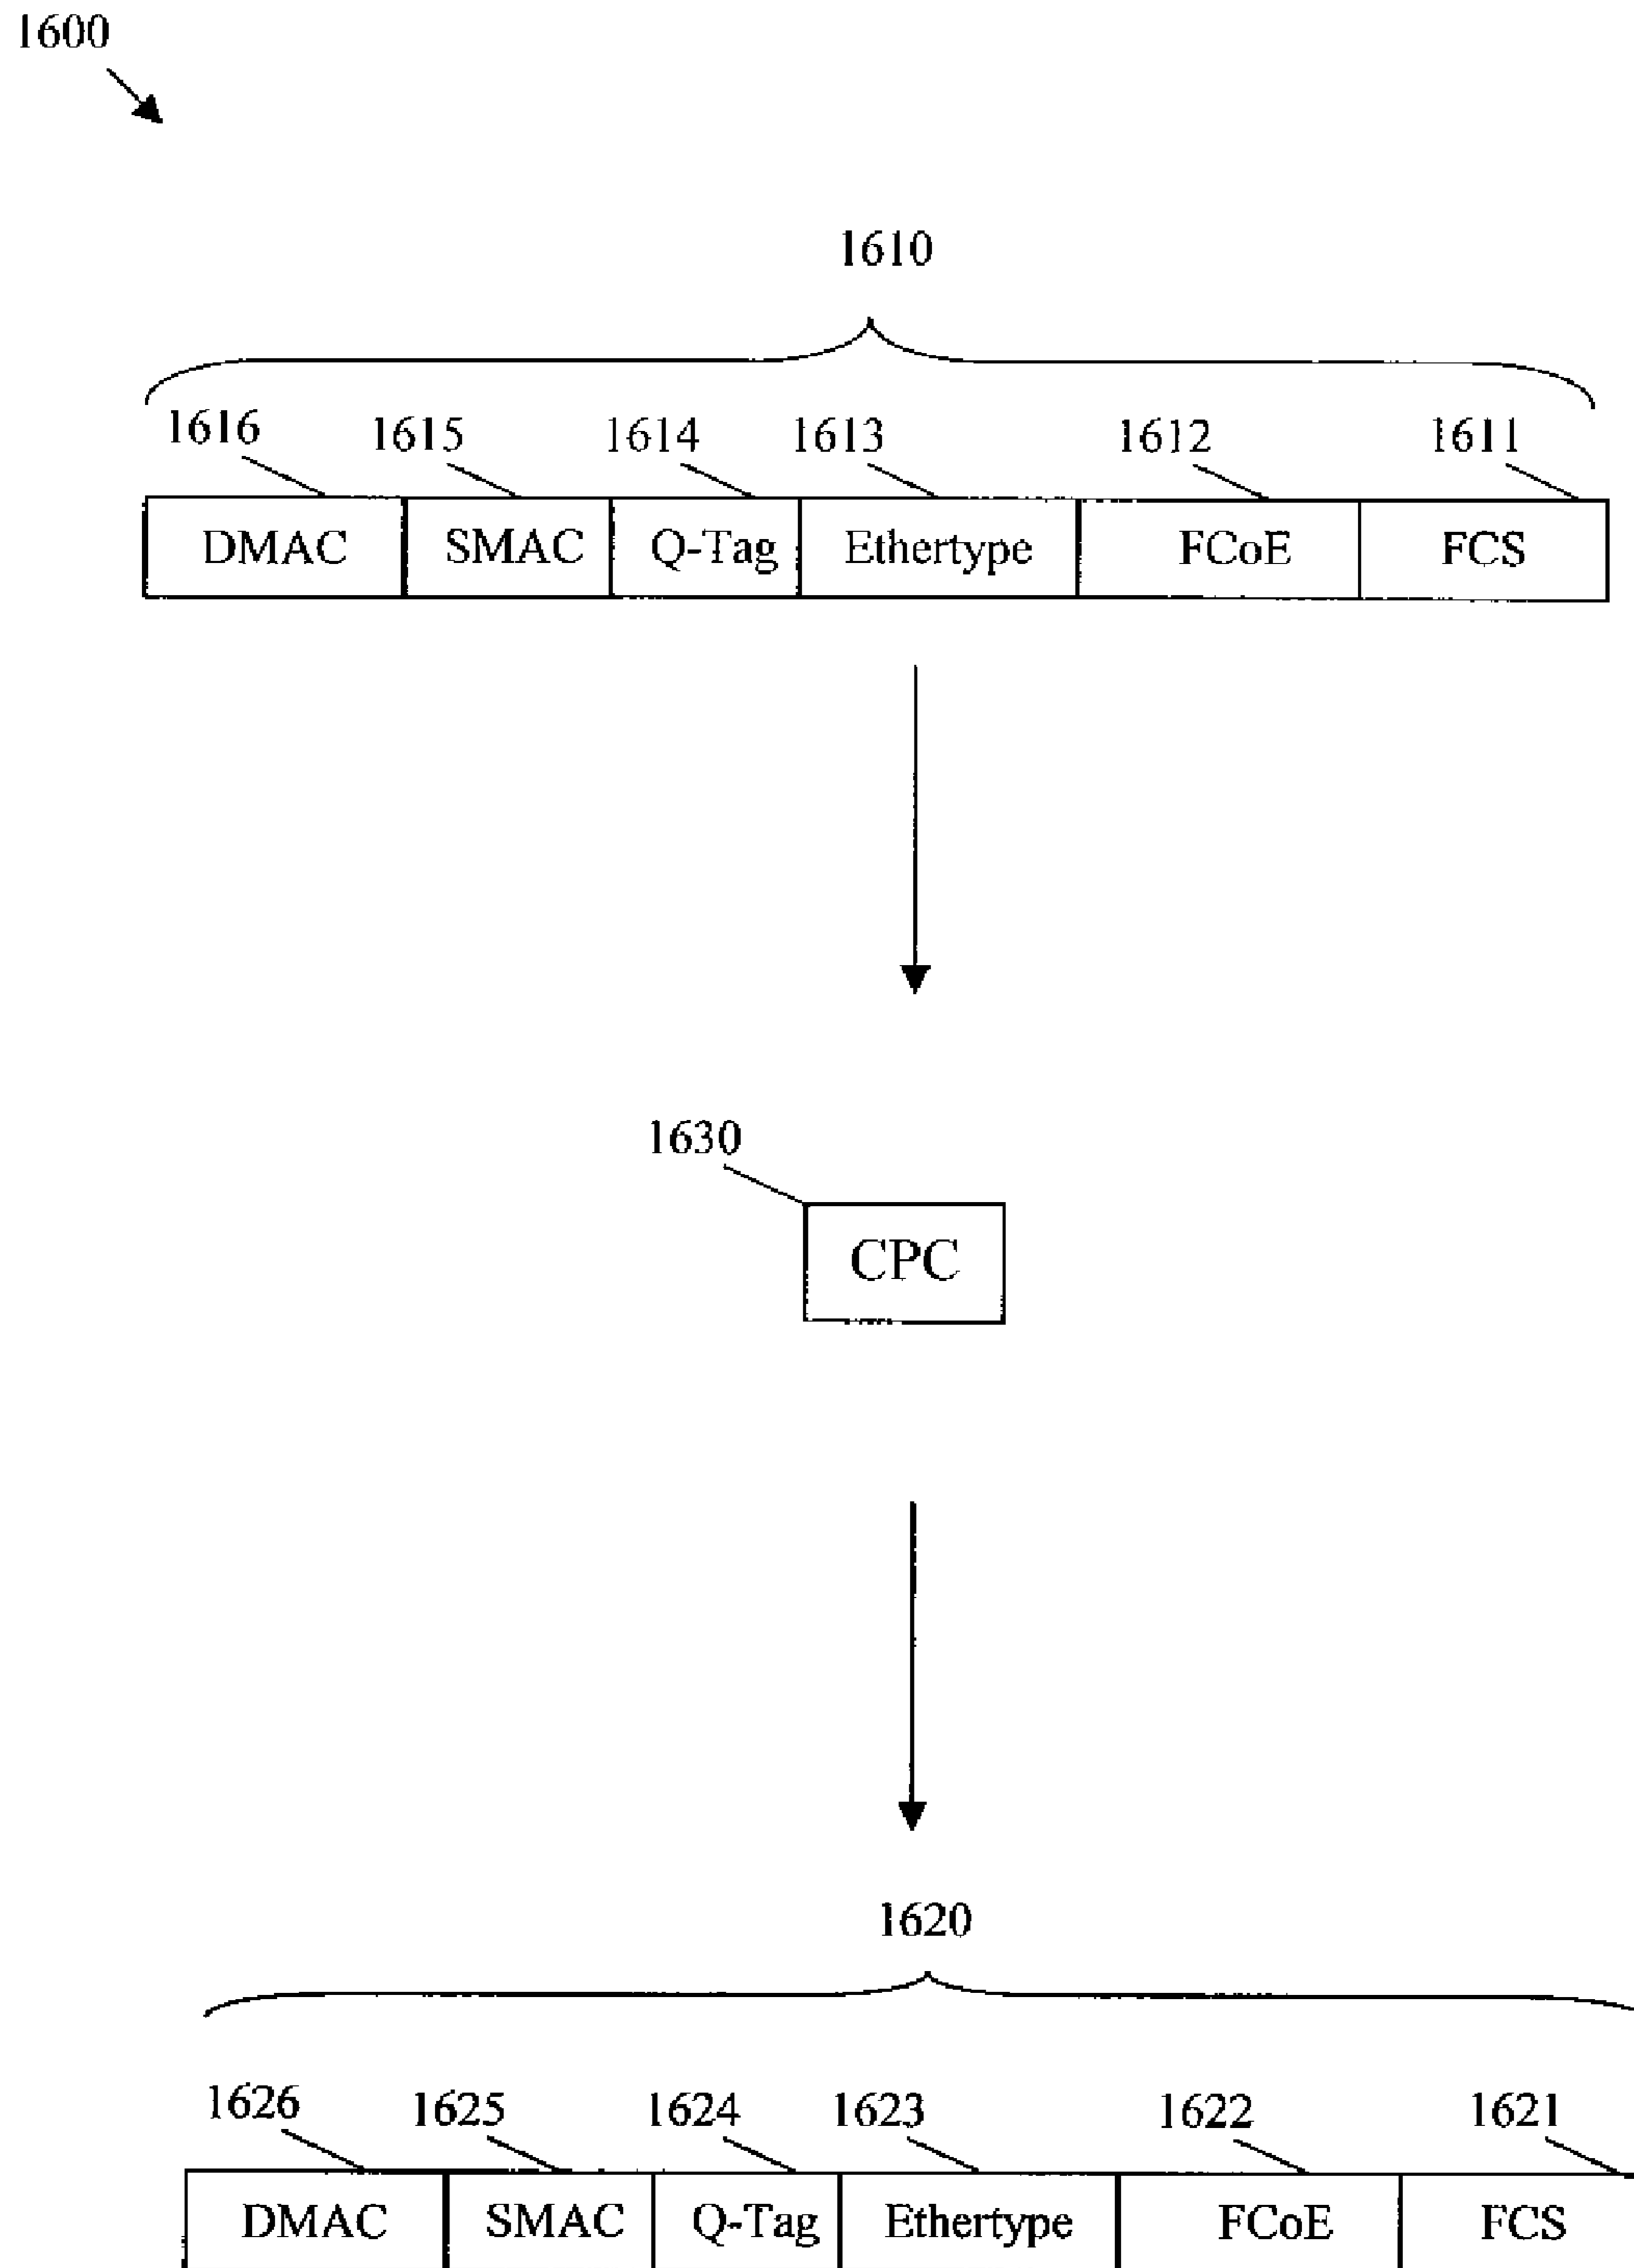 1600
1610
1616 1615 1614 1613 1612 1611
DMAC SMAC Q-Tag Ethertype FCoE FCS
1630
CPC
1620
1626 1625 1624 1623 1622 1621
DMAC SMAC Q-Tag Ethertype FCoE FCS